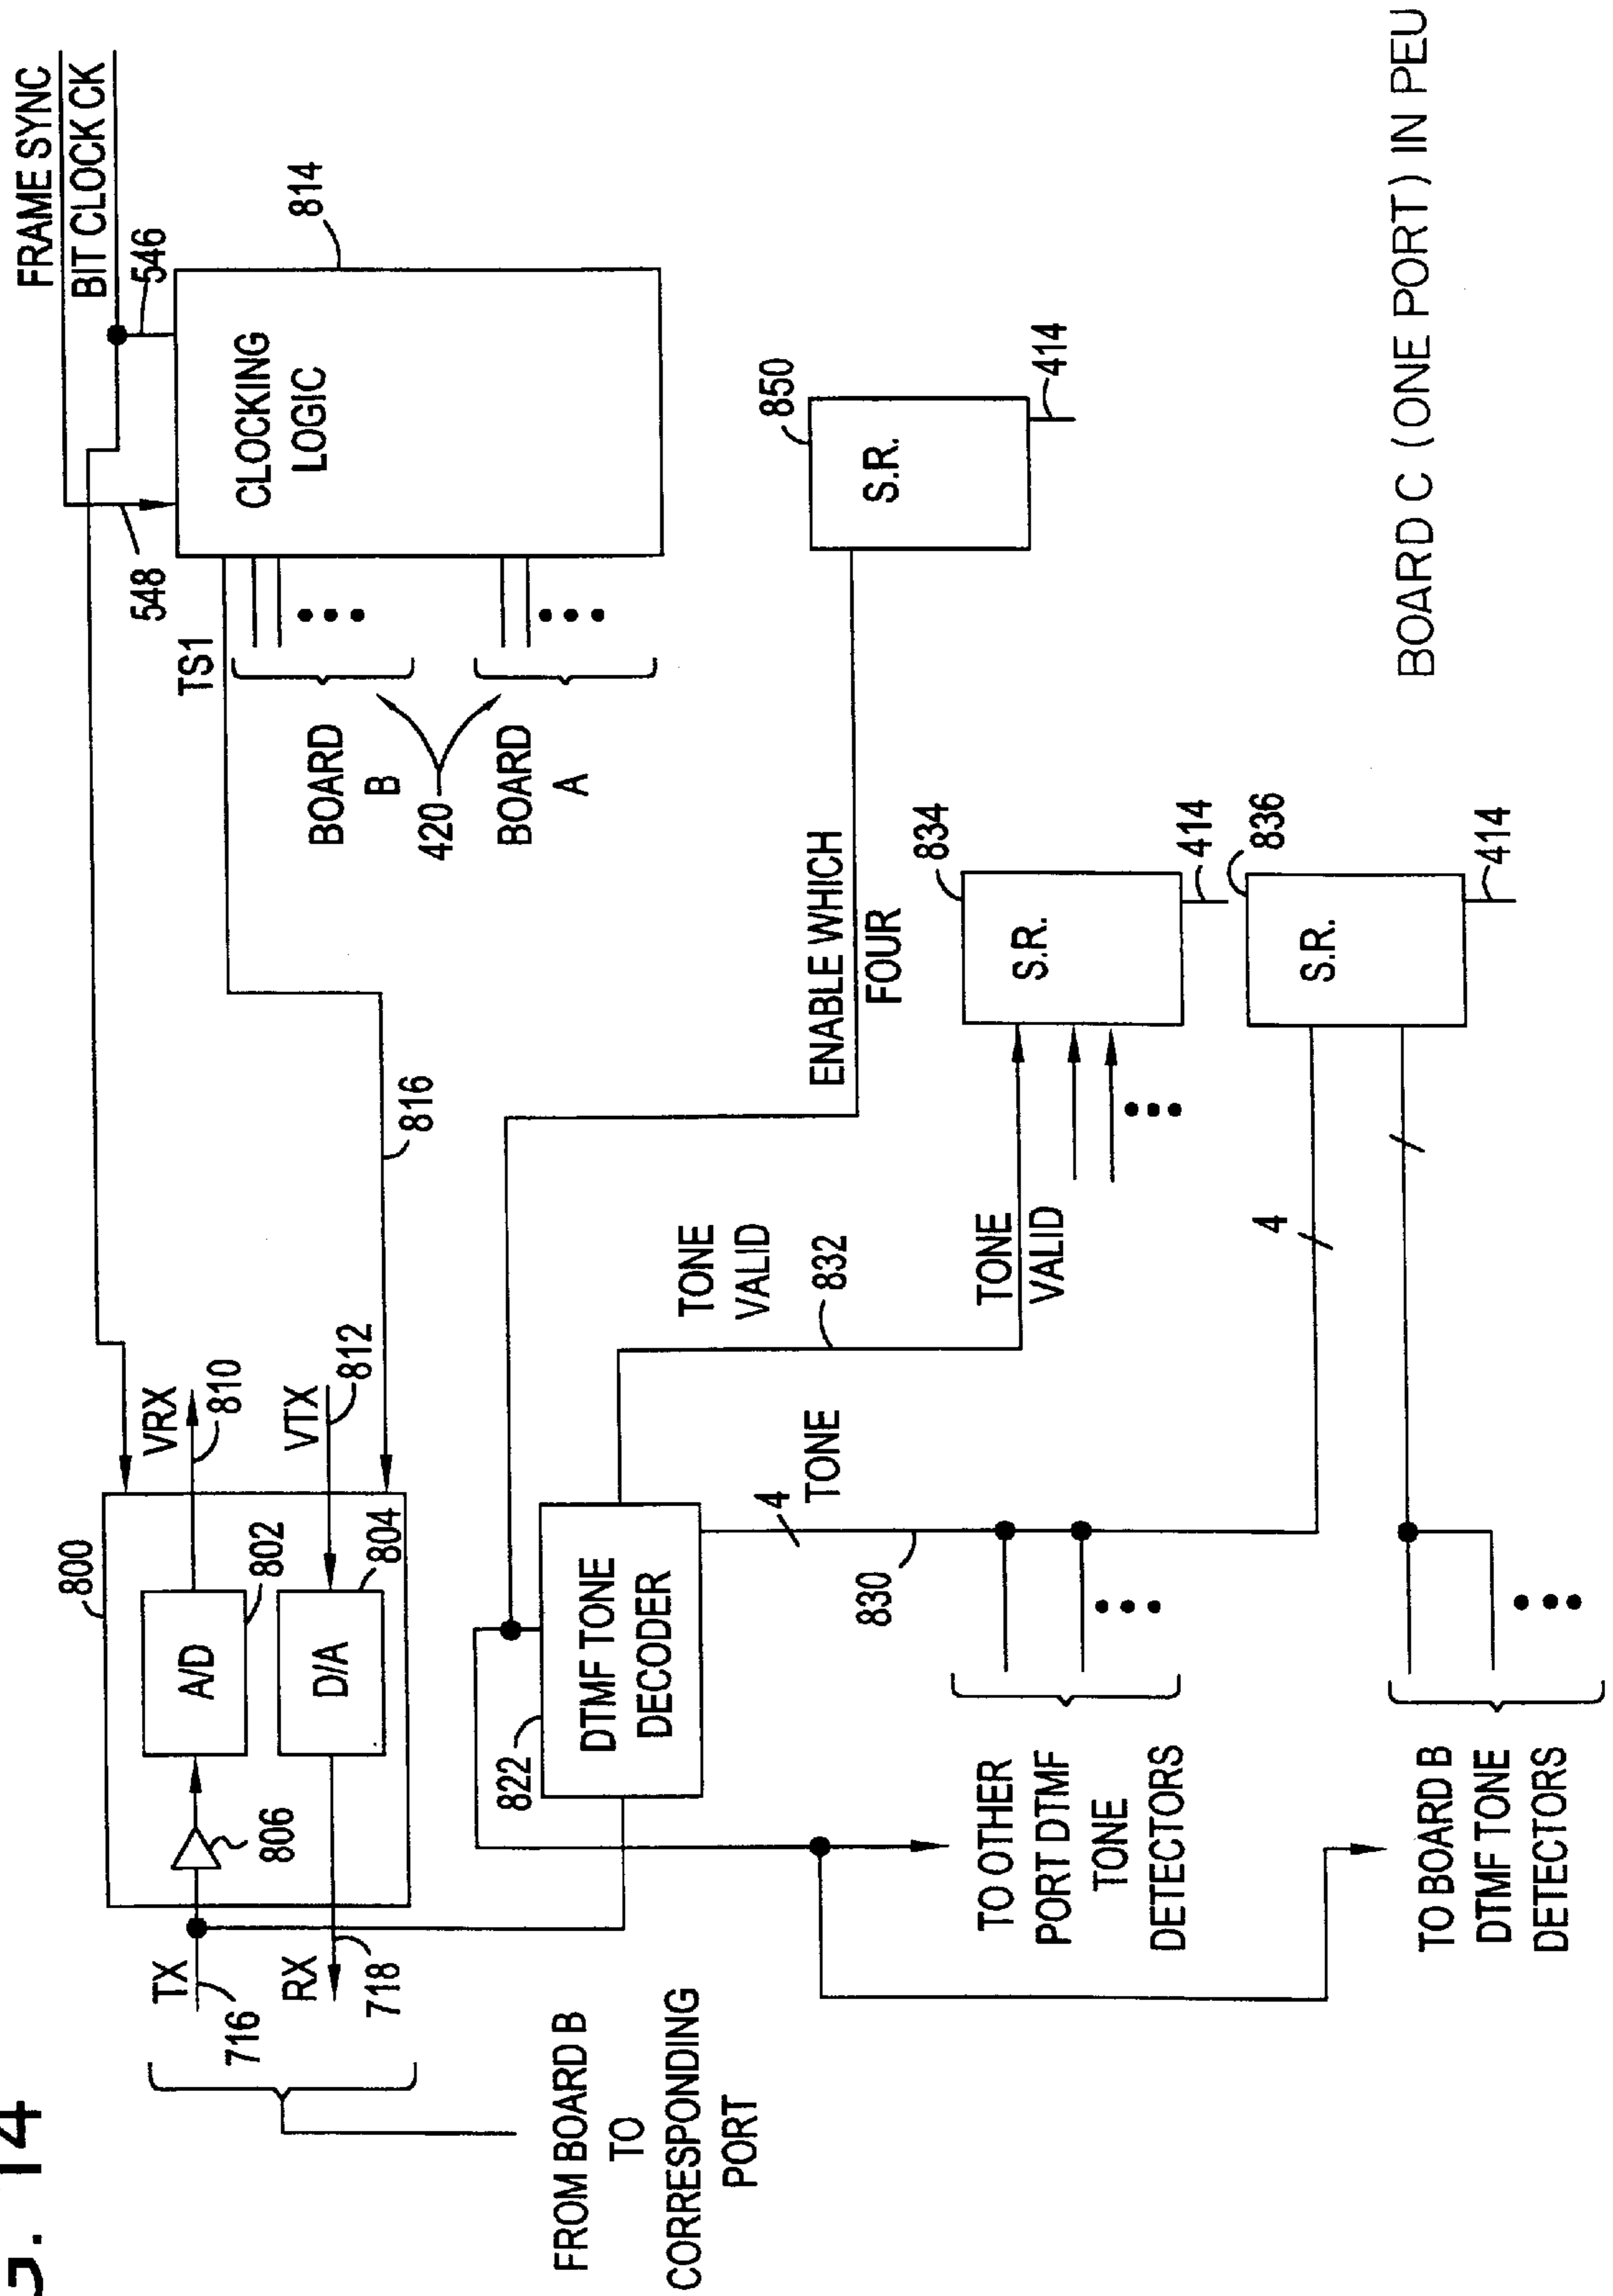 G. 14
FRAME SYNC
BIT CLOCK CK
546
548
814
CLOCKING
LOGIC
TS1
BOARD
B
420
BOARD
A
816
800
TX
716
RX
718
806
A/D
802
D/A
804
VRX
810
VTX
812
FROM BOARD B
TO
CORRESPONDING
PORT
822
DTMF TONE
DECODER
4
TONE
830
TONE
VALID
832
TONE
VALID
ENABLE WHICH
FOUR
850
S.R.
414
834
S.R.
414
836
S.R.
414
4
TO OTHER
PORT DTMF
TONE
DETECTORS
TO BOARD B
DTMF TONE
DETECTORS
BOARD C (ONE PORT) IN PEU